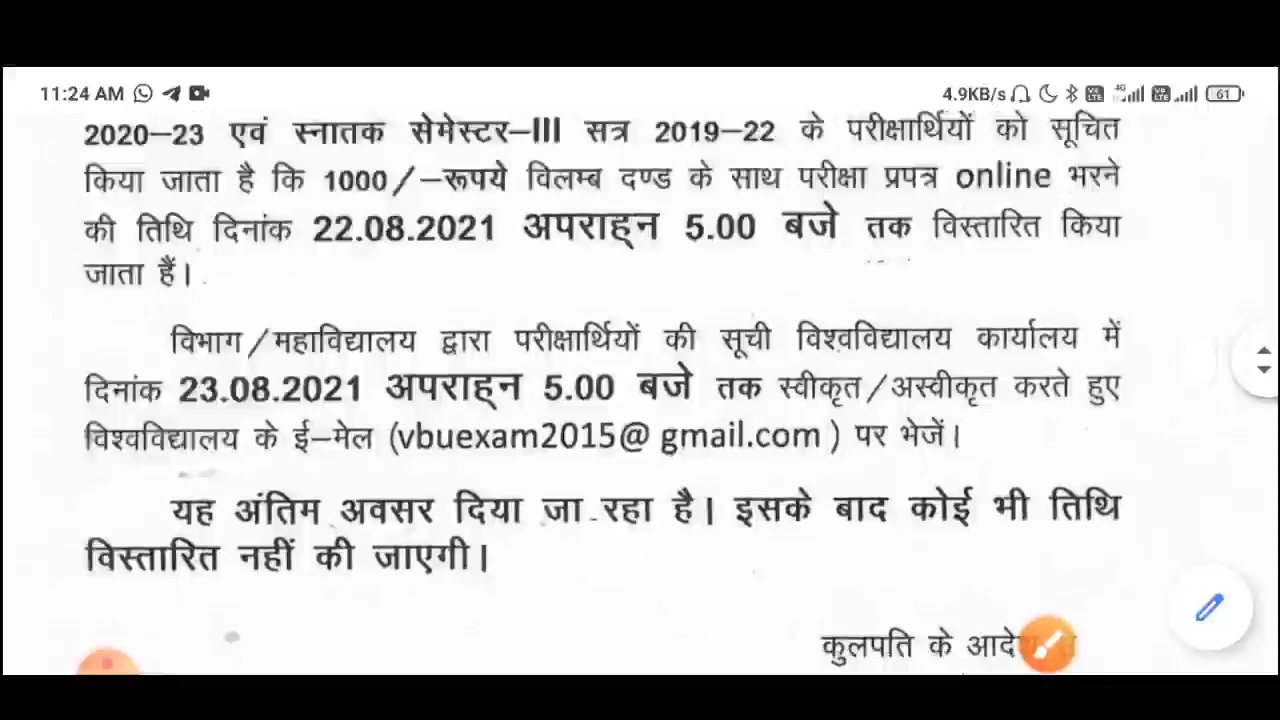 11:24 AM 4.9KB/s 4G 61
2020–23 एवं स्नातक सेमेस्टर–III सत्र 2019–22 के परीक्षार्थियों को सूचित
किया जाता है कि 1000/–रूपये विलम्ब दण्ड के साथ परीक्षा प्रपत्र online भरने
की तिथि दिनांक 22.08.2021 अपराह्न 5.00 बजे तक विस्तारित किया
जाता हैं।
विभाग/महाविद्यालय द्वारा परीक्षार्थियों की सूची विश्वविद्यालय कार्यालय में
दिनांक 23.08.2021 अपराह्न 5.00 बजे तक स्वीकृत/अस्वीकृत करते हुए
विश्वविद्यालय के ई–मेल (vbuexam2015@ gmail.com ) पर भेजें।
यह अंतिम अवसर दिया जा रहा है। इसके बाद कोई भी तिथि
विस्तारित नहीं की जाएगी।
कुलपति के